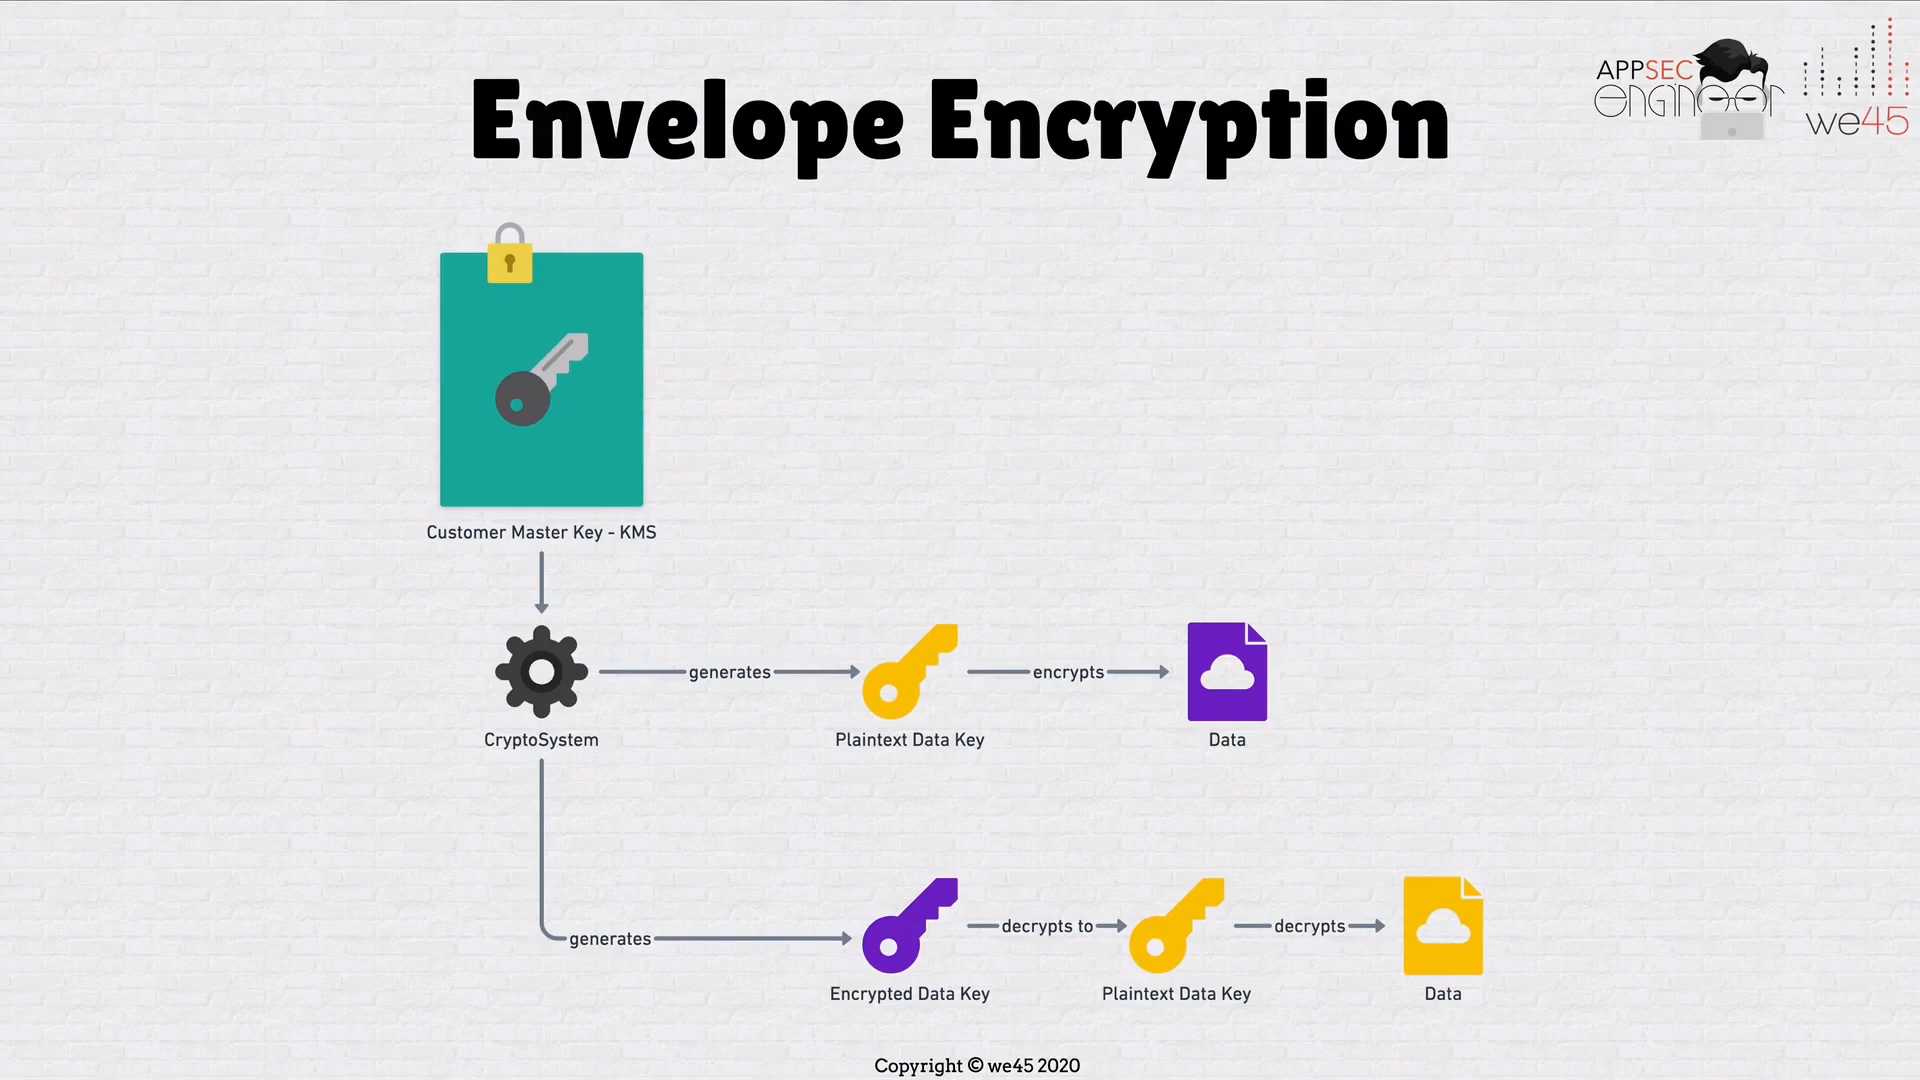 Envelope Encryption
APPSEC
engineer
we45
Customer Master Key - KMS
generates
encrypts
CryptoSystem
Plaintext Data Key
Data
generates
decrypts to
decrypts
Encrypted Data Key
Plaintext Data Key
Data
Copyright © we45 2020